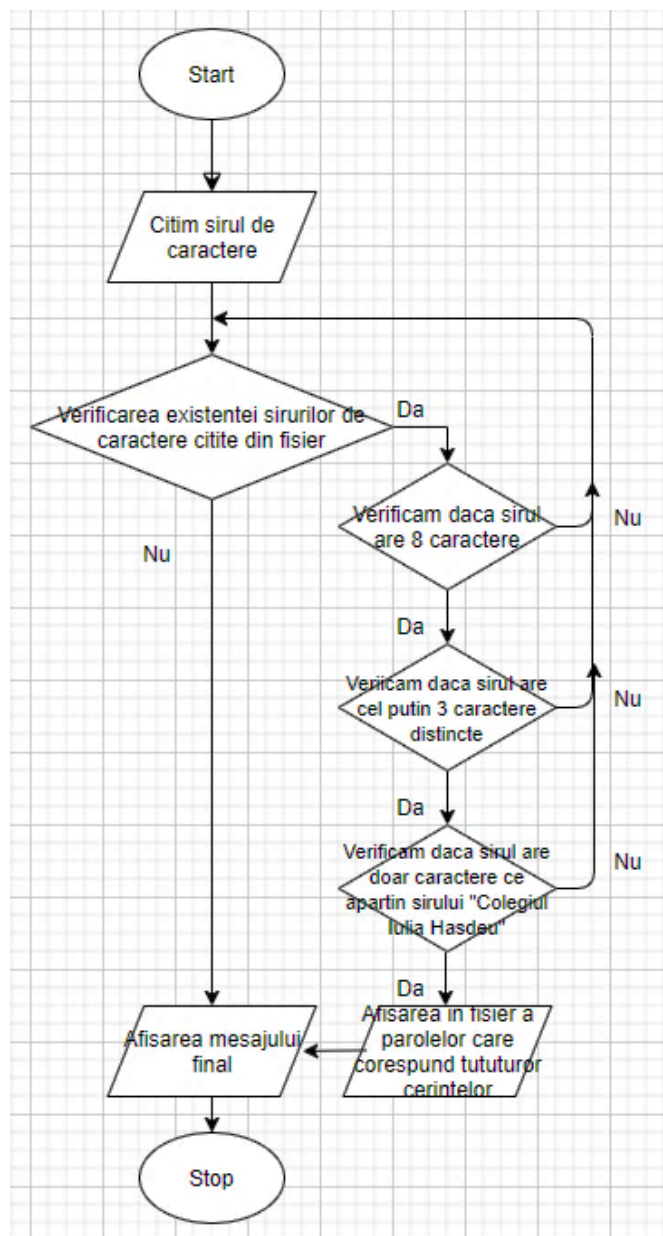 Start
Citim sirul de
caractere
Verificarea existentei sirurilor de
caractere citite din fisier
Da
Verificam daca sirul
are 8 caractere
Nu
Nu
Da
Veriicam daca sirul are
cel putin 3 caractere
distincte
Nu
Da
Verificam daca sirul are
doar caractere ce
apartin sirului "Colegiul
Iulia Hasdeu"
Nu
Da
Afisarea in fisier a
parolelor care
corespund tututuror
cerintelor
Afisarea mesajului
final
Stop